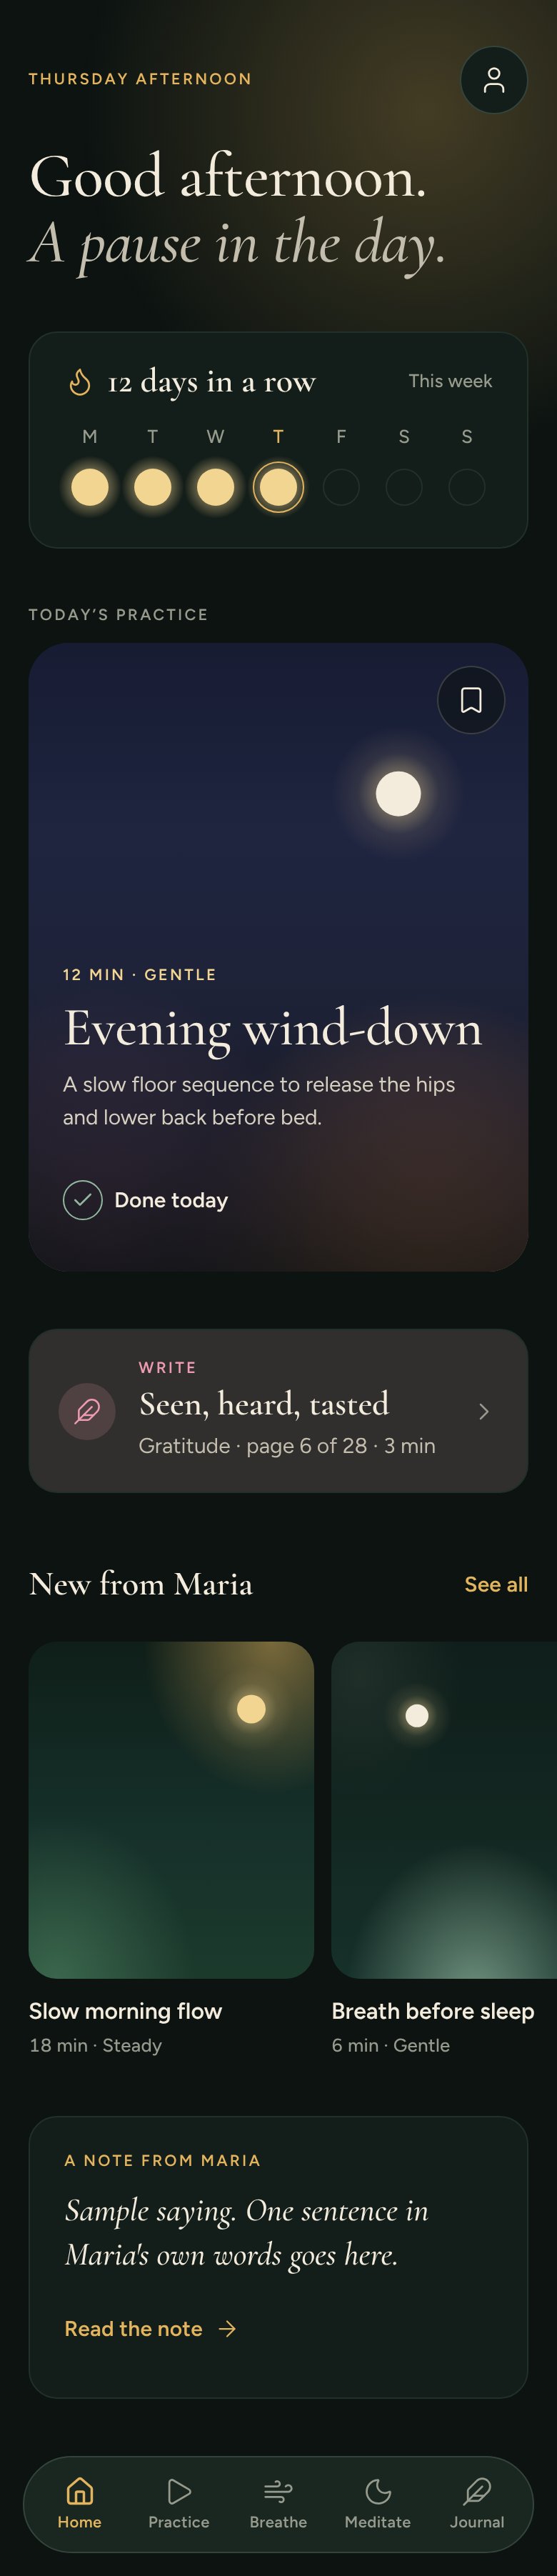 THURSDAY AFTERNOON
Good afternoon.
A pause in the day.
12 days in a row
This week
M T W T F S S
TODAY’S PRACTICE
12 MIN · GENTLE
Evening wind-down
A slow floor sequence to release the hips
and lower back before bed.
Done today
WRITE
Seen, heard, tasted
Gratitude · page 6 of 28 · 3 min
New from Maria
See all
Slow morning flow
18 min · Steady
Breath before sleep
6 min · Gentle
A NOTE FROM MARIA
Sample saying. One sentence in
Maria's own words goes here.
Read the note
Home Practice Breathe Meditate Journal